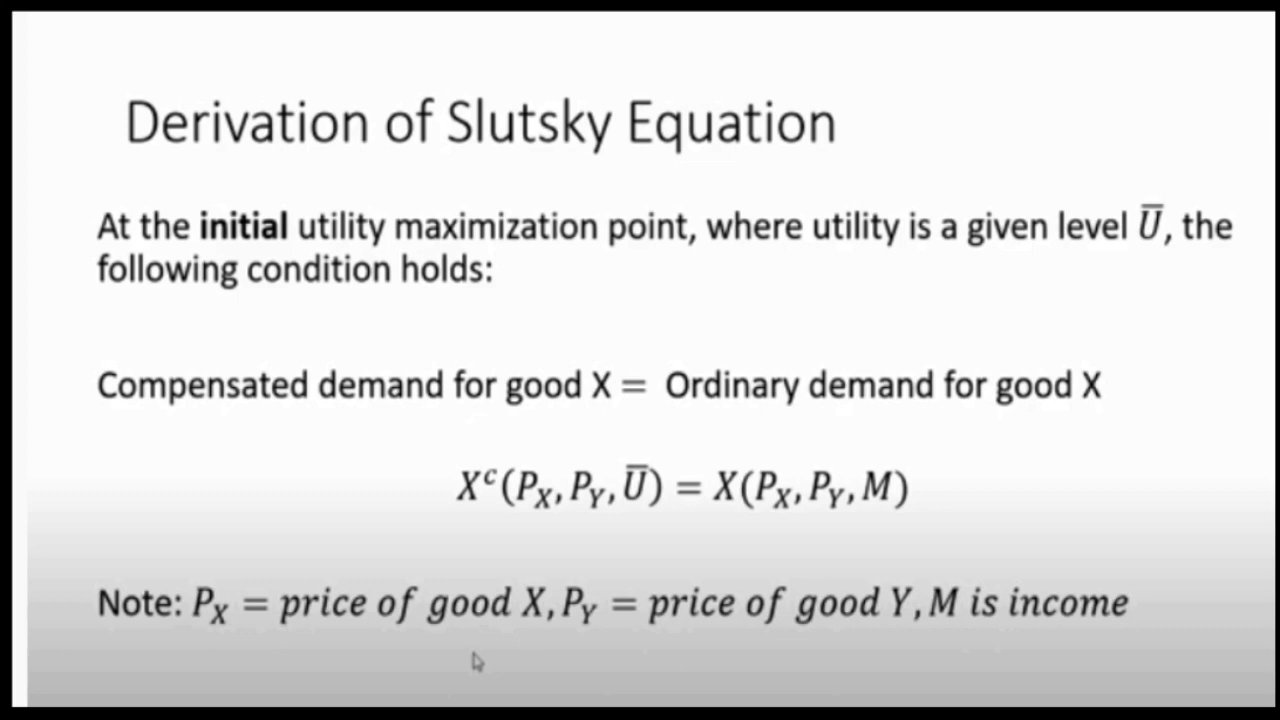 Derivation of Slutsky Equation
At the initial utility maximization point, where utility is a given level U̅, the
following condition holds:
Compensated demand for good X = Ordinary demand for good X
Xᶜ(P_X, P_Y, U̅) = X(P_X, P_Y, M)
Note: P_X = price of good X, P_Y = price of good Y, M is income